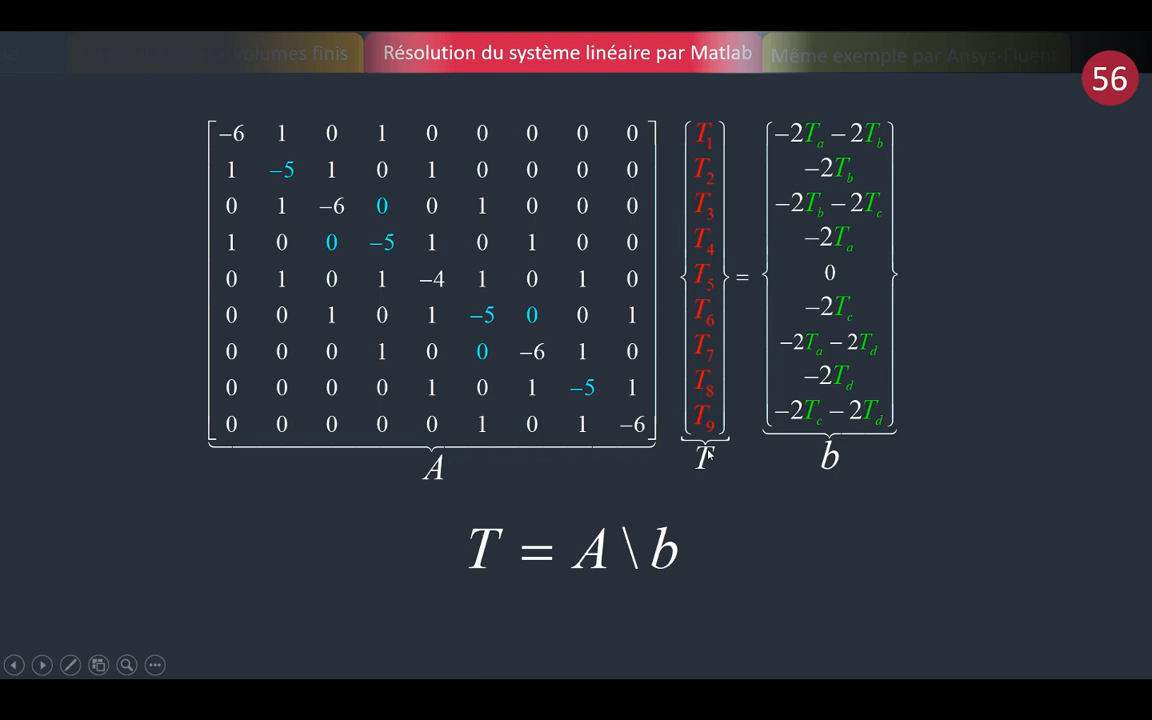 volumes finis
Résolution du système linéaire par Matlab
Même exemple par Ansys-Fluent
56
−6 1 0 1 0 0 0 0 0 T1 −2Ta − 2Tb
1 −5 1 0 1 0 0 0 0 T2 −2Tb
0 1 −6 0 0 1 0 0 0 T3 −2Tb − 2Tc
1 0 0 −5 1 0 1 0 0 T4 −2Ta
0 1 0 1 −4 1 0 1 0 T5 = 0
0 0 1 0 1 −5 0 0 1 T6 −2Tc
0 0 0 1 0 0 −6 1 0 T7 −2Ta − 2Td
0 0 0 0 1 0 1 −5 1 T8 −2Td
0 0 0 0 0 1 0 1 −6 T9 −2Tc − 2Td
A T b
T = A \ b